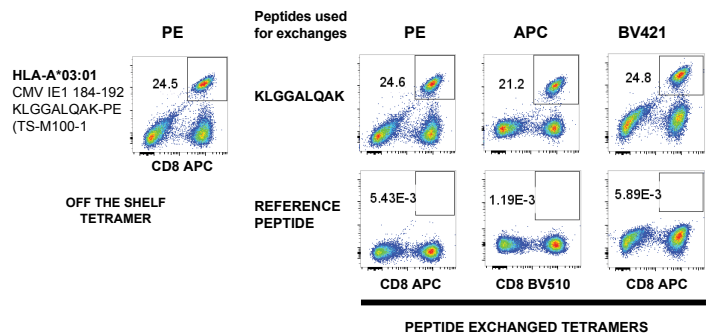 Peptides used
for exchanges
PE
PE
APC
BV421
HLA-A*03:01
CMV IE1 184-192
KLGGALQAK-PE
(TS-M100-1
24.5
CD8 APC
KLGGALQAK
24.6
21.2
24.8
OFF THE SHELF
TETRAMER
REFERENCE
PEPTIDE
5.43E-3
1.19E-3
5.89E-3
CD8 APC
CD8 BV510
CD8 APC
PEPTIDE EXCHANGED TETRAMERS